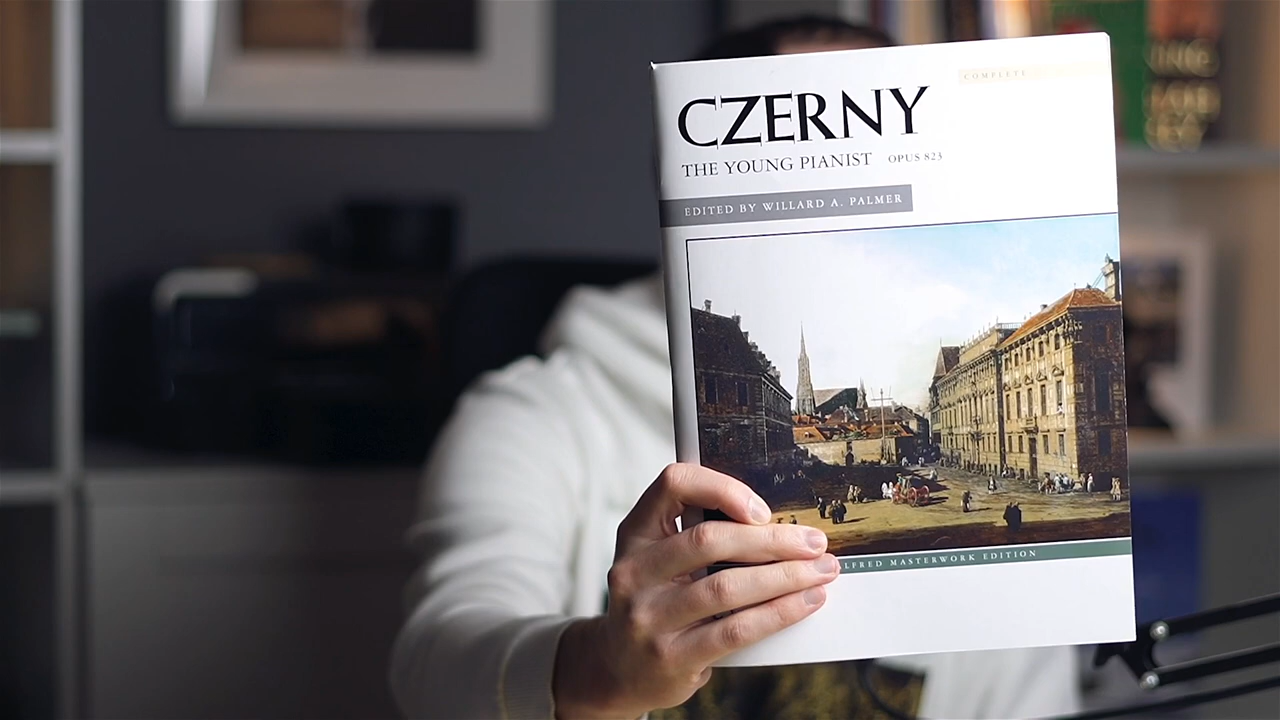 COMPLETE
CZERNY
THE YOUNG PIANIST OPUS 823
EDITED BY WILLARD A. PALMER
ALFRED MASTERWORK EDITION